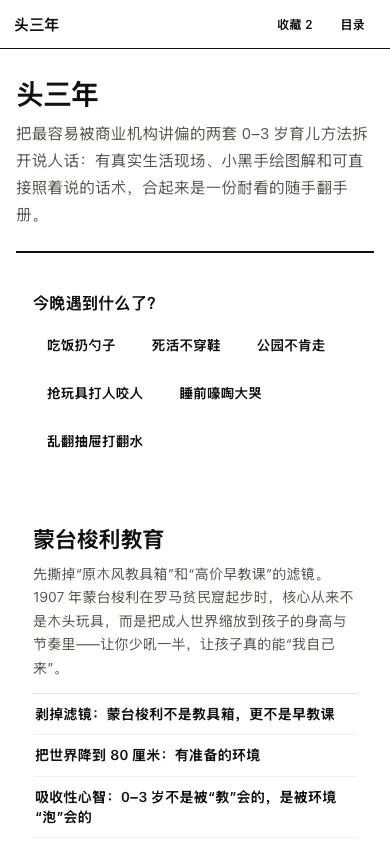 头三年
收藏 2
目录
头三年
把最容易被商业机构讲偏的两套 0–3 岁育儿方法拆
开说人话：有真实生活现场、小黑手绘图解和可直
接照着说的话术，合起来是一份耐看的随手翻手
册。
今晚遇到什么了？
吃饭扔勺子
死活不穿鞋
公园不肯走
抢玩具打人咬人
睡前嚎啕大哭
乱翻抽屉打翻水
蒙台梭利教育
先撕掉“原木风教具箱”和“高价早教课”的滤镜。
1907 年蒙台梭利在罗马贫民窟起步时，核心从来不
是木头玩具，而是把成人世界缩放到孩子的身高与
节奏里——让你少吼一半，让孩子真的能“我自己
来”。
剥掉滤镜：蒙台梭利不是教具箱，更不是早教课
把世界降到 80 厘米：有准备的环境
吸收性心智：0–3 岁不是被“教”会的，是被环境
“泡”会的